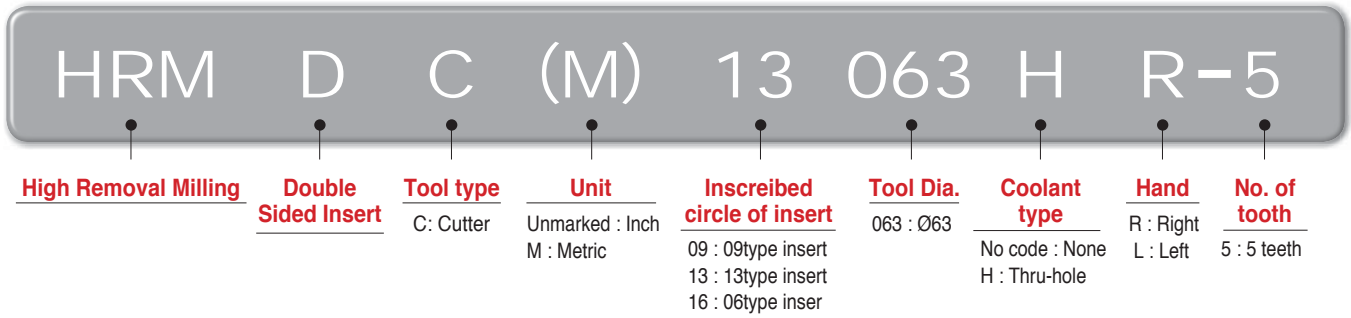 HRM D C (M) 13 063 H R-5
High Removal Milling
Double
Sided Insert
Tool type
C: Cutter
Unit
Unmarked : Inch
M : Metric
Inscreibed
circle of insert
09 : 09type insert
13 : 13type insert
16 : 06type inser
Tool Dia.
063 : Ø63
Coolant
type
No code : None
H : Thru-hole
Hand
R : Right
L : Left
No. of
tooth
5 : 5 teeth